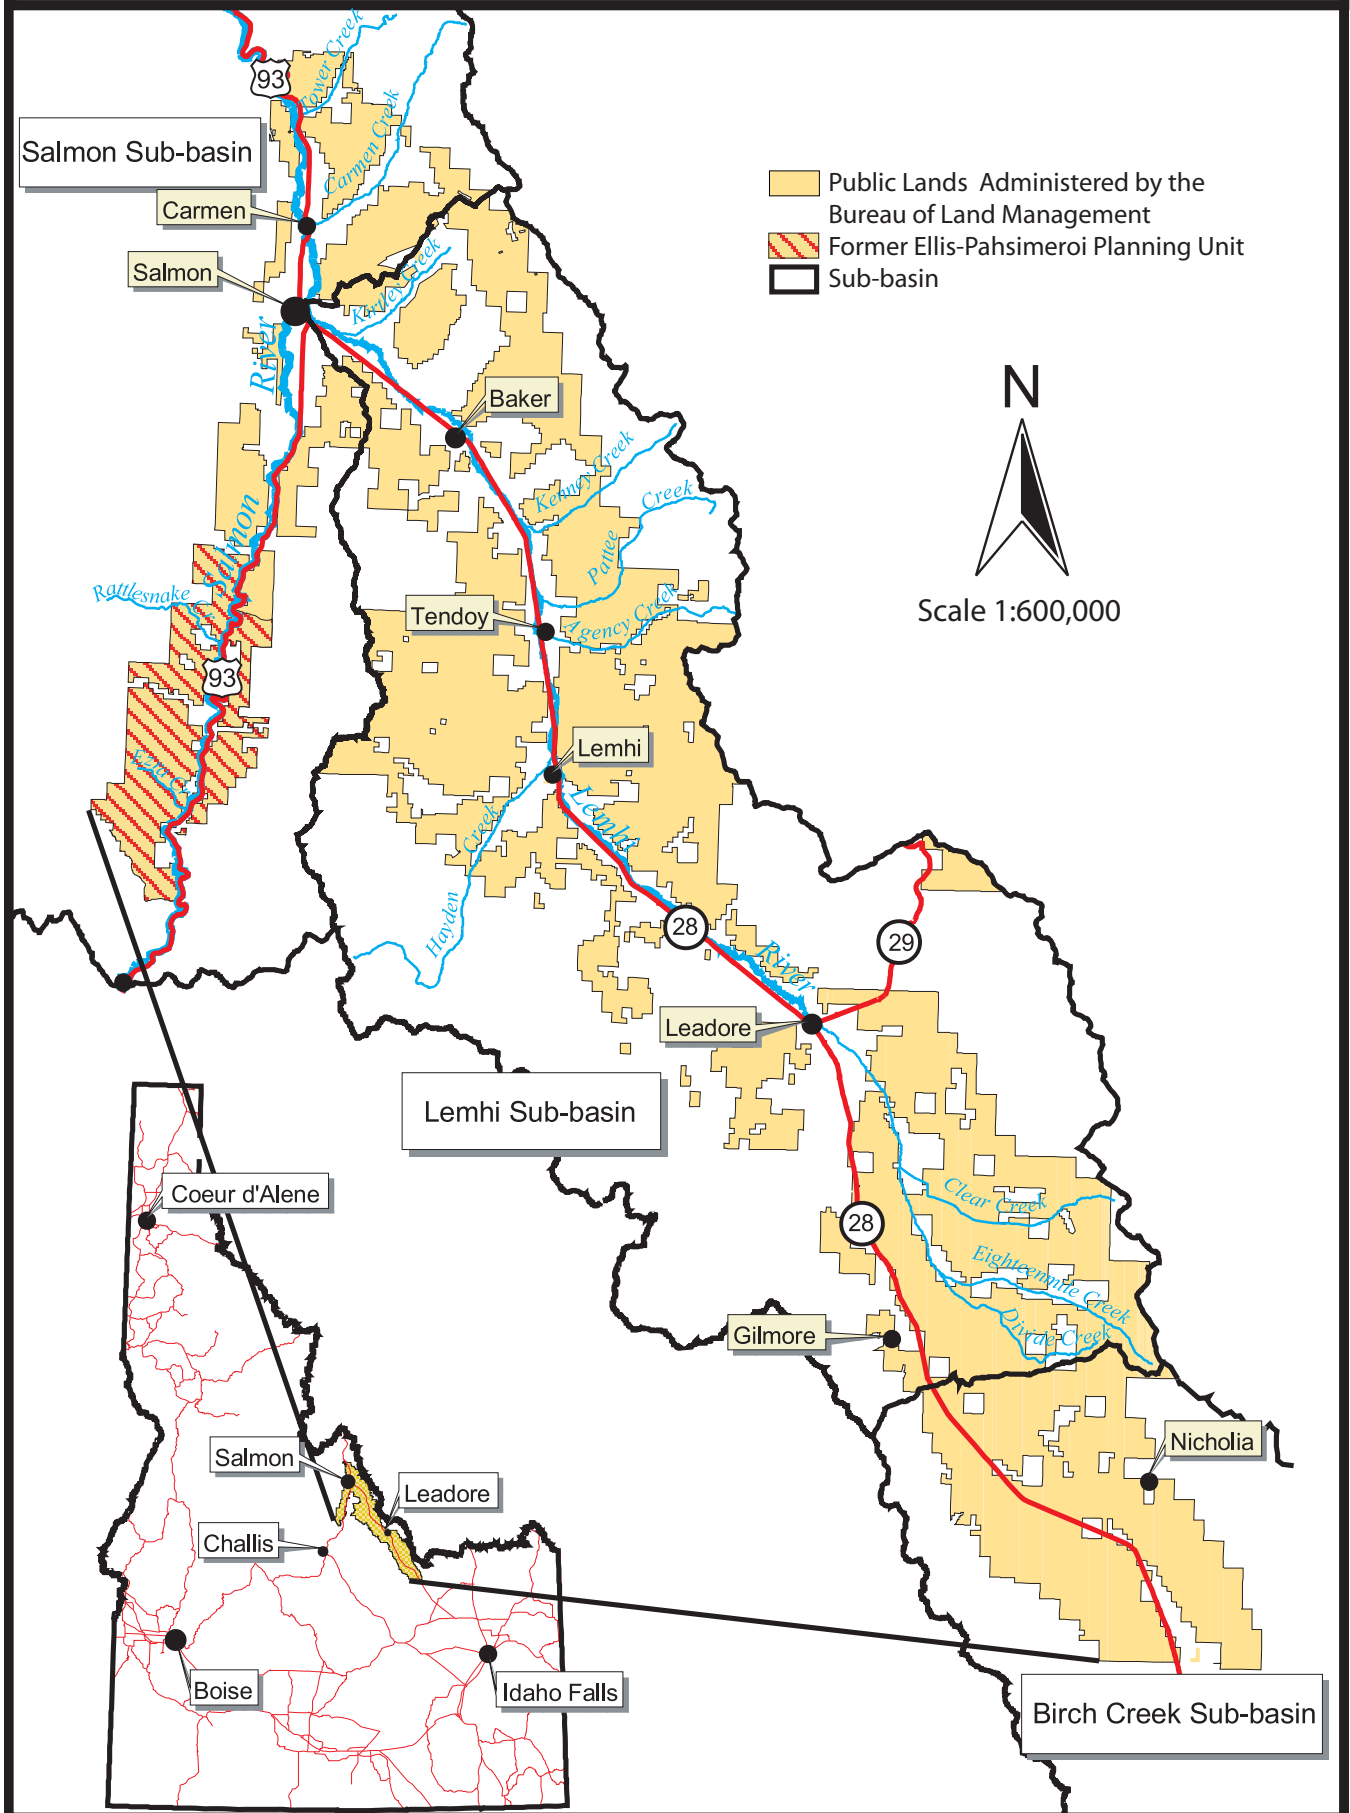 Tower Creek
93
Carmen Creek
Salmon Sub-basin
Carmen
Salmon
Kirtley Creek
River
Public Lands Administered by the
Bureau of Land Management
Former Ellis-Pahsimeroi Planning Unit
Sub-basin
N
Scale 1:600,000
Baker
Kenney Creek
Creek
Pattee
Salmon
Rattlesnake
Agency Creek
Tendoy
93
Lemhi
Lemhi
Creek
Hayden
28
River
29
Leadore
Lemhi Sub-basin
Clear Creek
28
Eighteenmile Creek
Divide Creek
Gilmore
Nicholia
Birch Creek Sub-basin
Coeur d'Alene
Salmon
Leadore
Challis
Boise
Idaho Falls